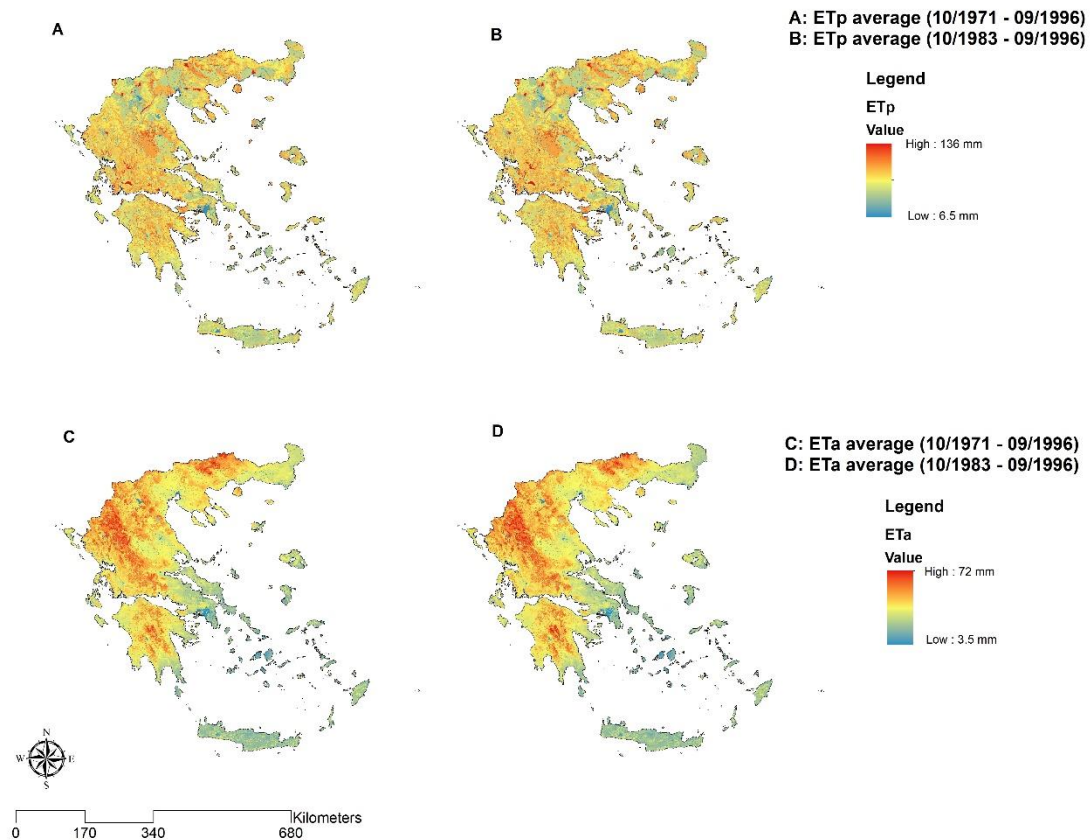 A
B
A: ETp average (10/1971 - 09/1996)
B: ETp average (10/1983 - 09/1996)
Legend
ETp
Value
High : 136 mm
Low : 6.5 mm
C
D
C: ETa average (10/1971 - 09/1996)
D: ETa average (10/1983 - 09/1996)
Legend
ETa
Value
High : 72 mm
Low : 3.5 mm
N
W E
S
Kilometers
0 170 340 680